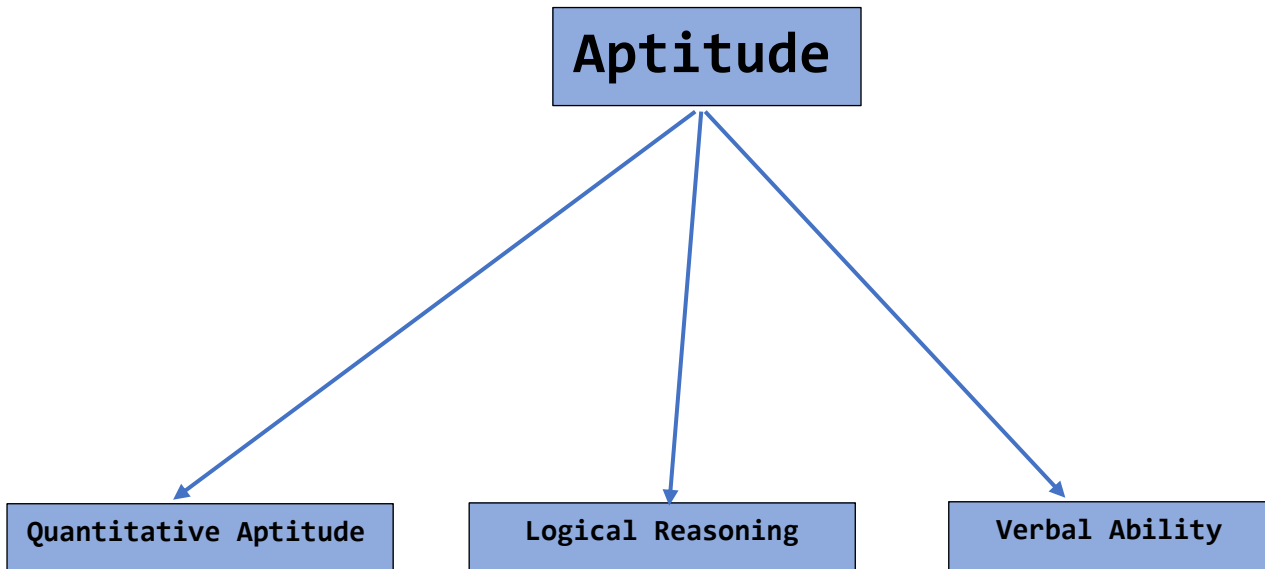 Aptitude
Quantitative Aptitude
Logical Reasoning
Verbal Ability